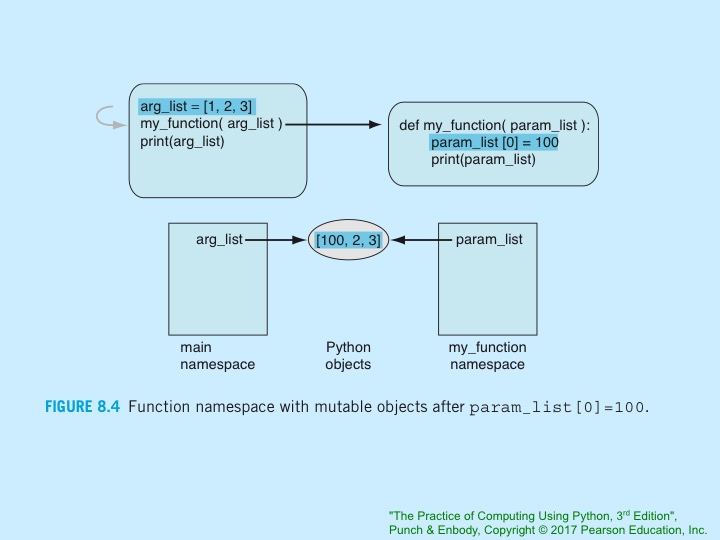 arg_list = [1, 2, 3]
my_function( arg_list )
print(arg_list)
def my_function( param_list ):
param_list [0] = 100
print(param_list)
arg_list
[100, 2, 3]
param_list
main
namespace
Python
objects
my_function
namespace
FIGURE 8.4 Function namespace with mutable objects after param_list[0]=100.
"The Practice of Computing Using Python, 3rd Edition",
Punch & Enbody, Copyright © 2017 Pearson Education, Inc.